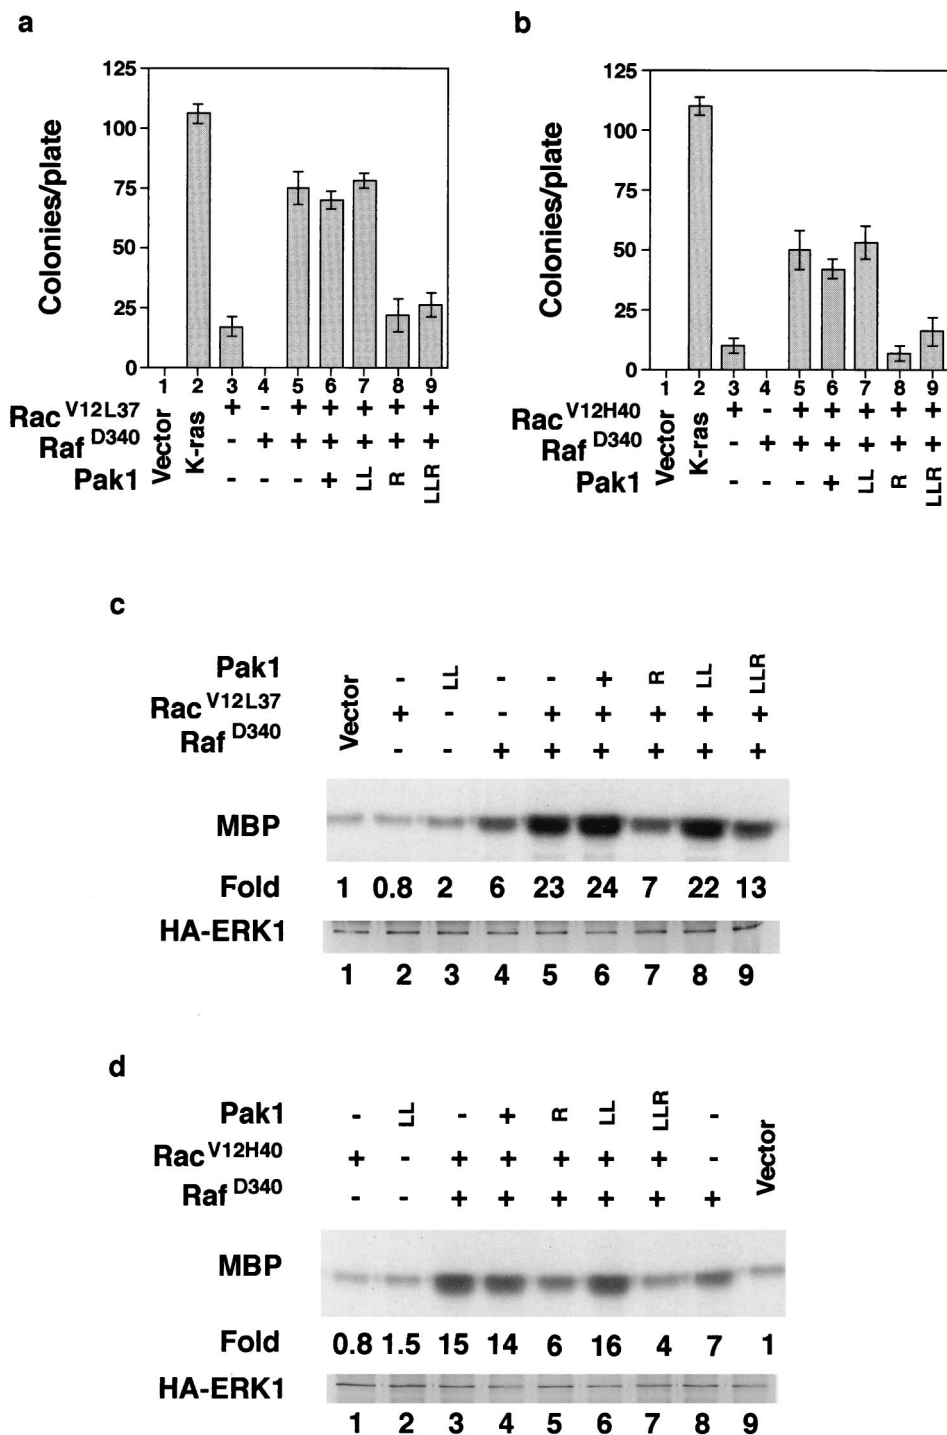 a
125
100
75
50
25
0
Colonies/plate
1 2 3 4 5 6 7 8 9
Rac V12L37 + - + + + + +
Raf D340 - + + + + + +
Pak1 - - - + LL R LLR
Vector
K-ras
b
125
100
75
50
25
0
Colonies/plate
1 2 3 4 5 6 7 8 9
Rac V12H40 + - + + + + +
Raf D340 - + + + + + +
Pak1 - - - + LL R LLR
Vector
K-ras
c
Pak1 - LL - - + R LL LLR
Rac V12L37 + - - + + + + +
Raf D340 - - + + + + + +
Vector
MBP
Fold 1 0.8 2 6 23 24 7 22 13
HA-ERK1
1 2 3 4 5 6 7 8 9
d
Pak1 - LL - + R LL LLR -
Rac V12H40 + - + + + + + -
Raf D340 - - + + + + + +
Vector
MBP
Fold 0.8 1.5 15 14 6 16 4 7 1
HA-ERK1
1 2 3 4 5 6 7 8 9